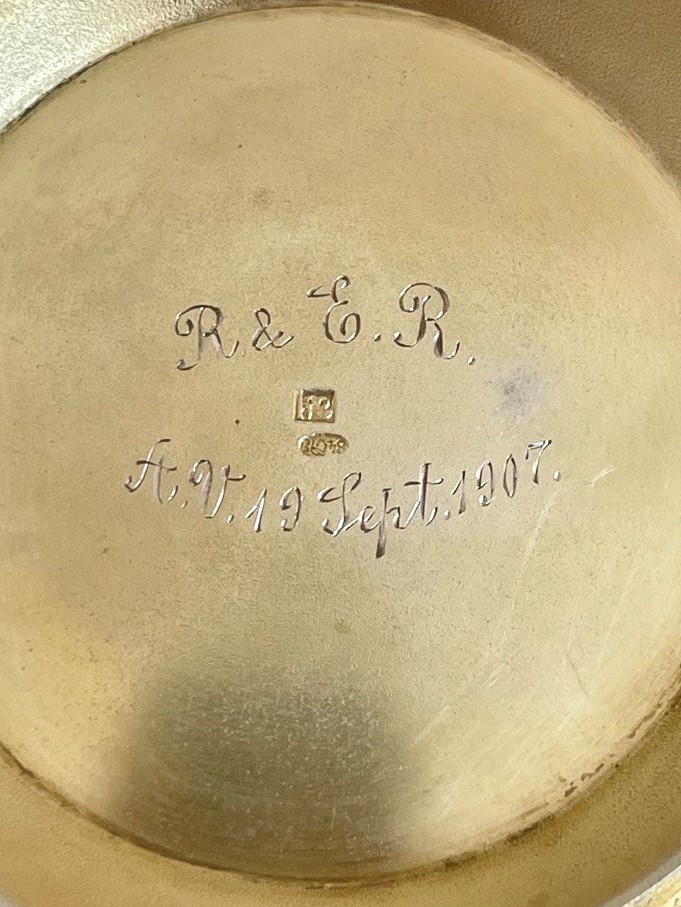 R & E. R.
A. V. 19 Sept. 1907.